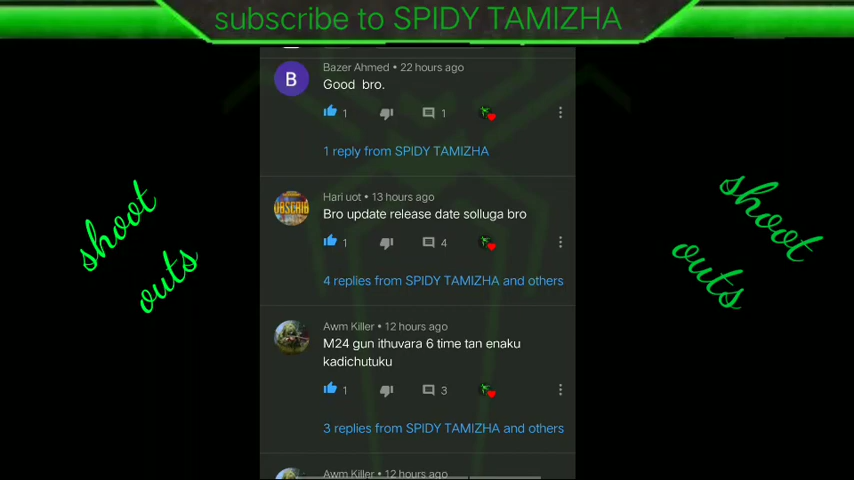 subscribe to SPIDY TAMIZHA
Bazer Ahmed • 22 hours ago
Good bro.
1 1
1 reply from SPIDY TAMIZHA
shoot
outs
shoot
outs
Hari uot • 13 hours ago
Bro update release date solluga bro
1 4
4 replies from SPIDY TAMIZHA and others
Awm Killer • 12 hours ago
M24 gun ithuvara 6 time tan enaku
kadichutuku
1 3
3 replies from SPIDY TAMIZHA and others
Awm Killer • 12 hours ago